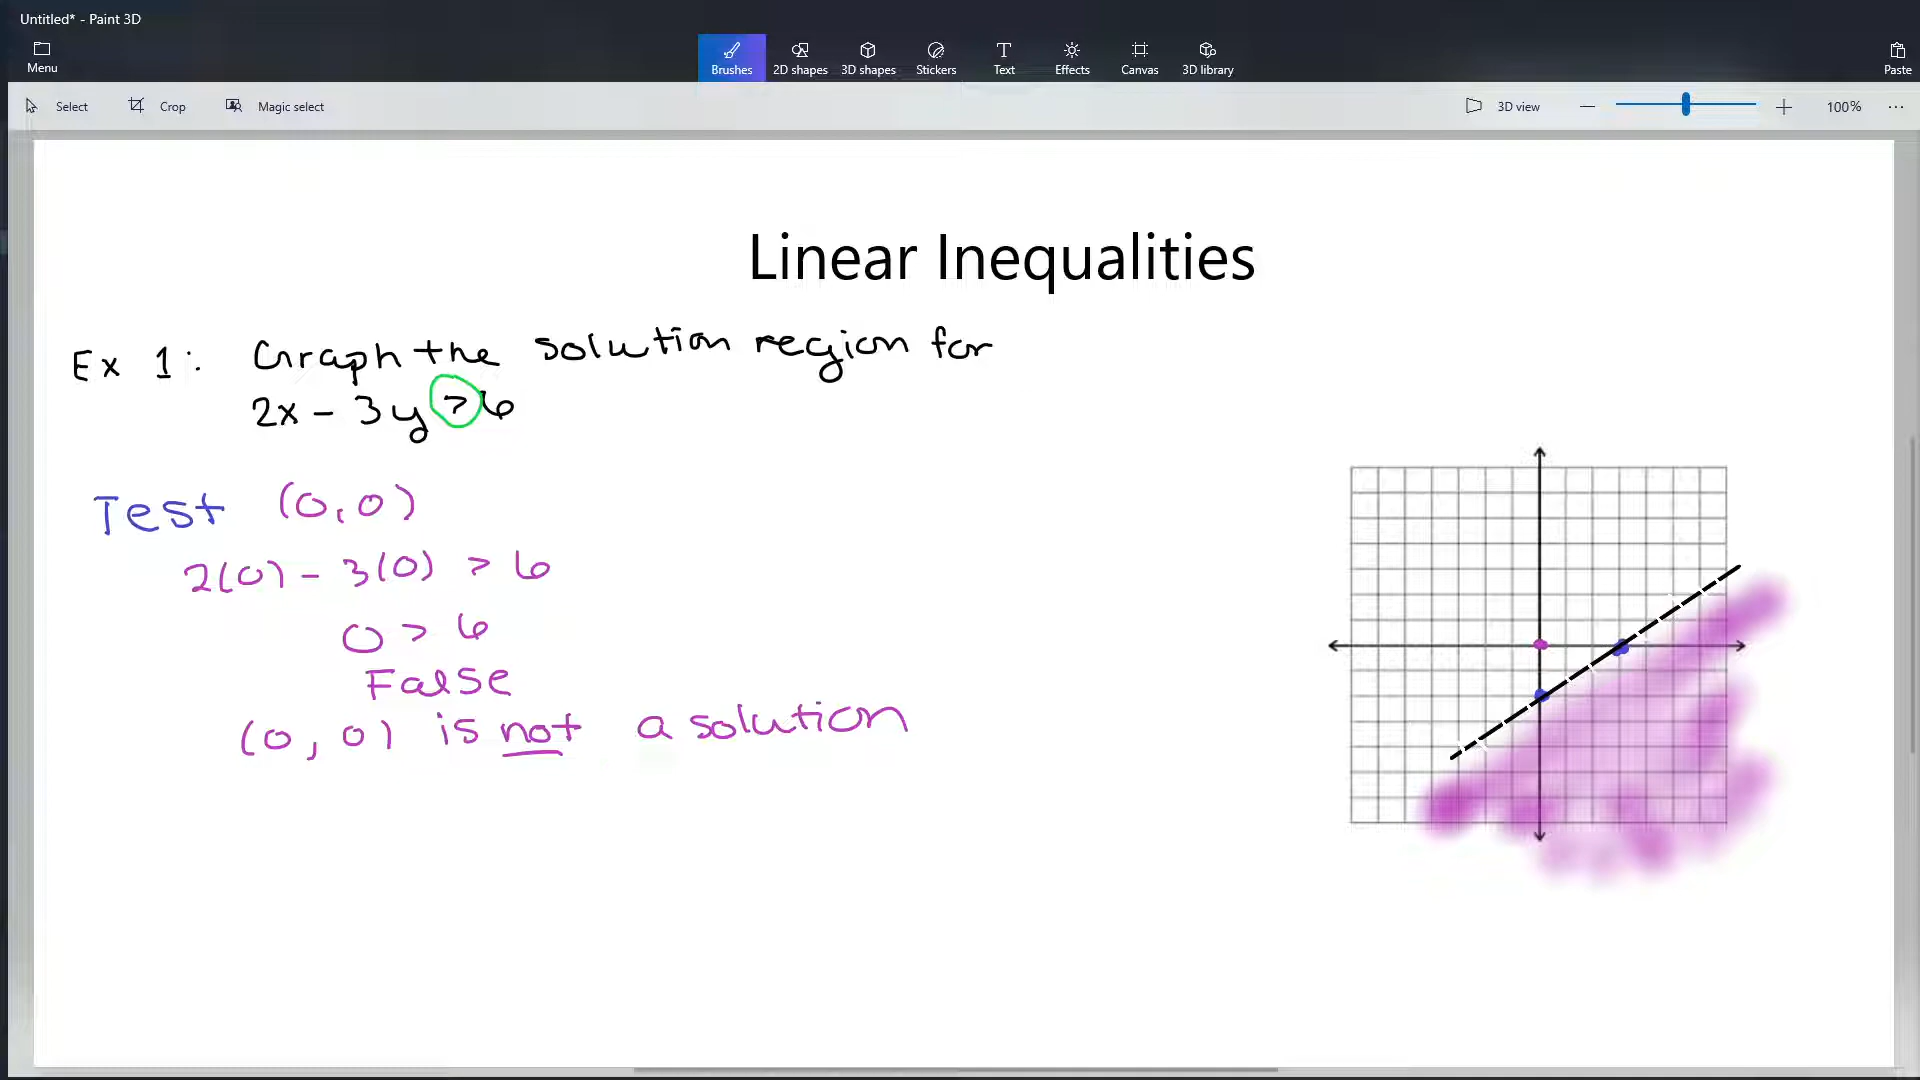 Untitled* - Paint 3D
Menu
Brushes
2D shapes
3D shapes
Stickers
Text
Effects
Canvas
3D library
Paste
Select
Crop
Magic select
3D view
100%
Linear Inequalities
Ex 1: Graph the solution region for
2x - 3y > 6
Test (0,0)
2(0) - 3(0) > 6
0 > 6
False
(0, 0) is not a solution